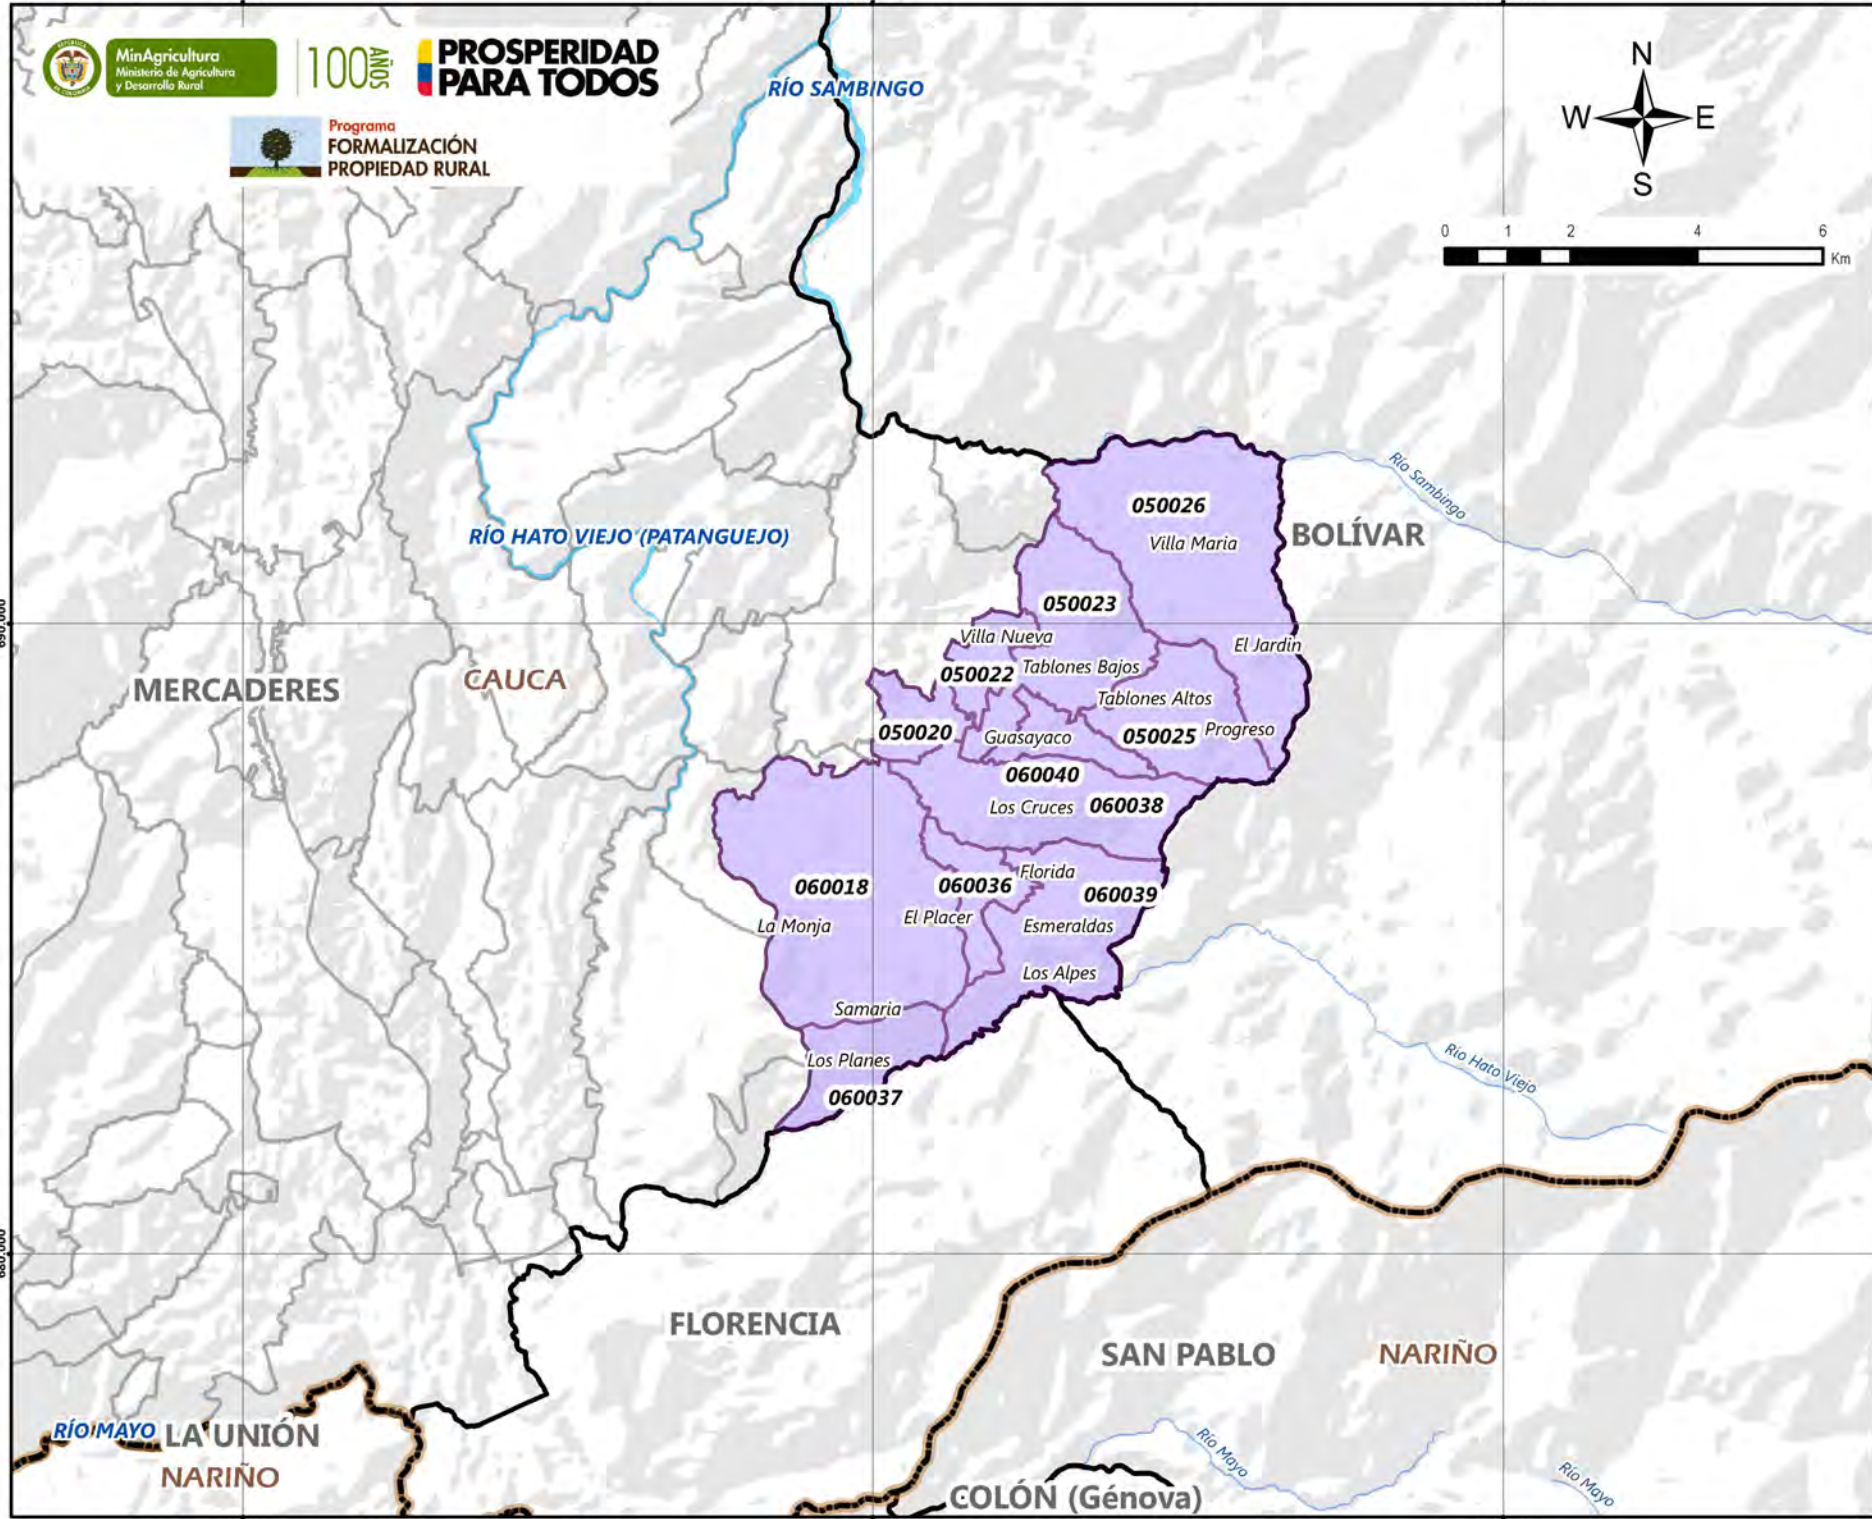 REPÚBLICA
DE COLOMBIA
MinAgricultura
Ministerio de Agricultura
y Desarrollo Rural
100 AÑOS
PROSPERIDAD
PARA TODOS
Programa
FORMALIZACIÓN
PROPIEDAD RURAL
RÍO SAMBINGO
N
W E
S
0 1 2 4 6
Km
Río Sambingo
050026
Villa Maria
BOLÍVAR
RÍO HATO VIEJO (PATANGUEJO)
050023
Villa Nueva
El Jardin
050022
Tablones Bajos
MERCADERES
CAUCA
Tablones Altos
050020
Guasayaco
050025
Progreso
060040
Los Cruces
060038
060018
060036
Florida
060039
La Monja
El Placer
Esmeraldas
Los Alpes
Samaria
Los Planes
060037
Río Hato Viejo
FLORENCIA
SAN PABLO
NARIÑO
RÍO MAYO
LA UNIÓN
NARIÑO
Río Mayo
Río Mayo
COLÓN (Génova)